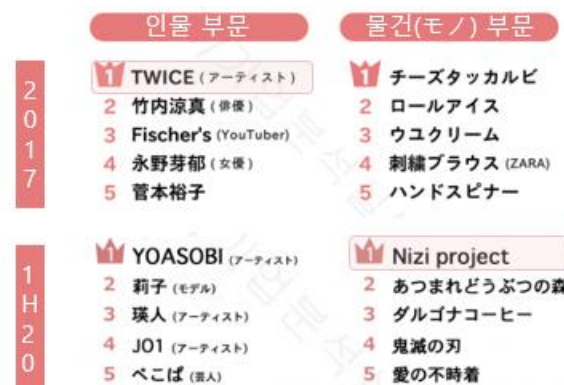 인물 부문
물건(モノ) 부문
2017
1 TWICE (アーティスト)
2 竹内涼真 (俳優)
3 Fischer's (YouTuber)
4 永野芽郁 (女優)
5 菅本裕子
1 チーズタッカルビ
2 ロールアイス
3 ウユクリーム
4 刺繍ブラウス (ZARA)
5 ハンドスピナー
1H20
1 YOASOBI (アーティスト)
2 莉子 (モデル)
3 瑛人 (アーティスト)
4 JO1 (アーティスト)
5 ぺこぱ (芸人)
1 Nizi project
2 あつまれどうぶつの森
3 ダルゴナコーヒー
4 鬼滅の刃
5 愛の不時着